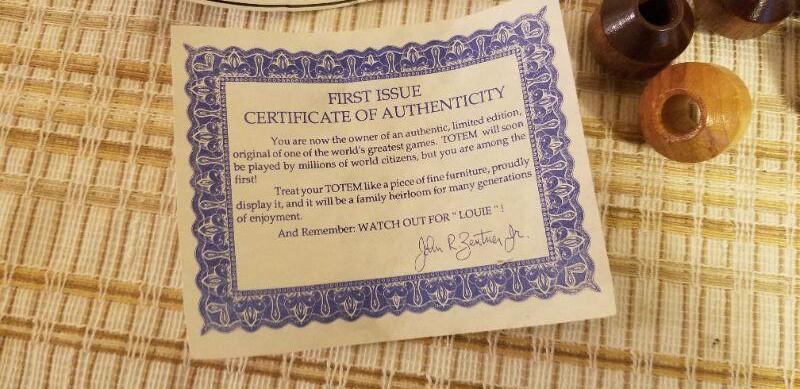 FIRST ISSUE
CERTIFICATE OF AUTHENTICITY
You are now the owner of an authentic, limited edition,
original of one of the world's greatest games. TOTEM will soon
be played by millions of world citizens, but you are among the
first!
Treat your TOTEM like a piece of fine furniture, proudly
display it, and it will be a family heirloom for many generations
of enjoyment.
And Remember: WATCH OUT FOR " LOUIE " !
John R. Zentner, Jr.